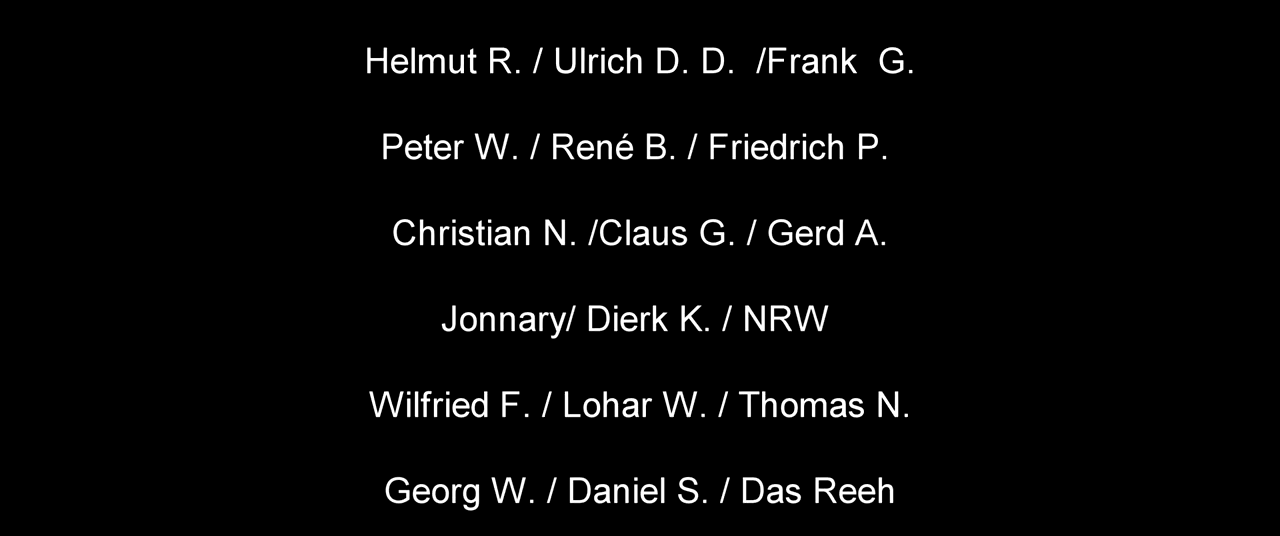 Helmut R. / Ulrich D. D.  /Frank  G.
Peter W. / René B. / Friedrich P.
Christian N. /Claus G. / Gerd A.
Jonnary/ Dierk K. / NRW
Wilfried F. / Lohar W. / Thomas N.
Georg W. / Daniel S. / Das Reeh